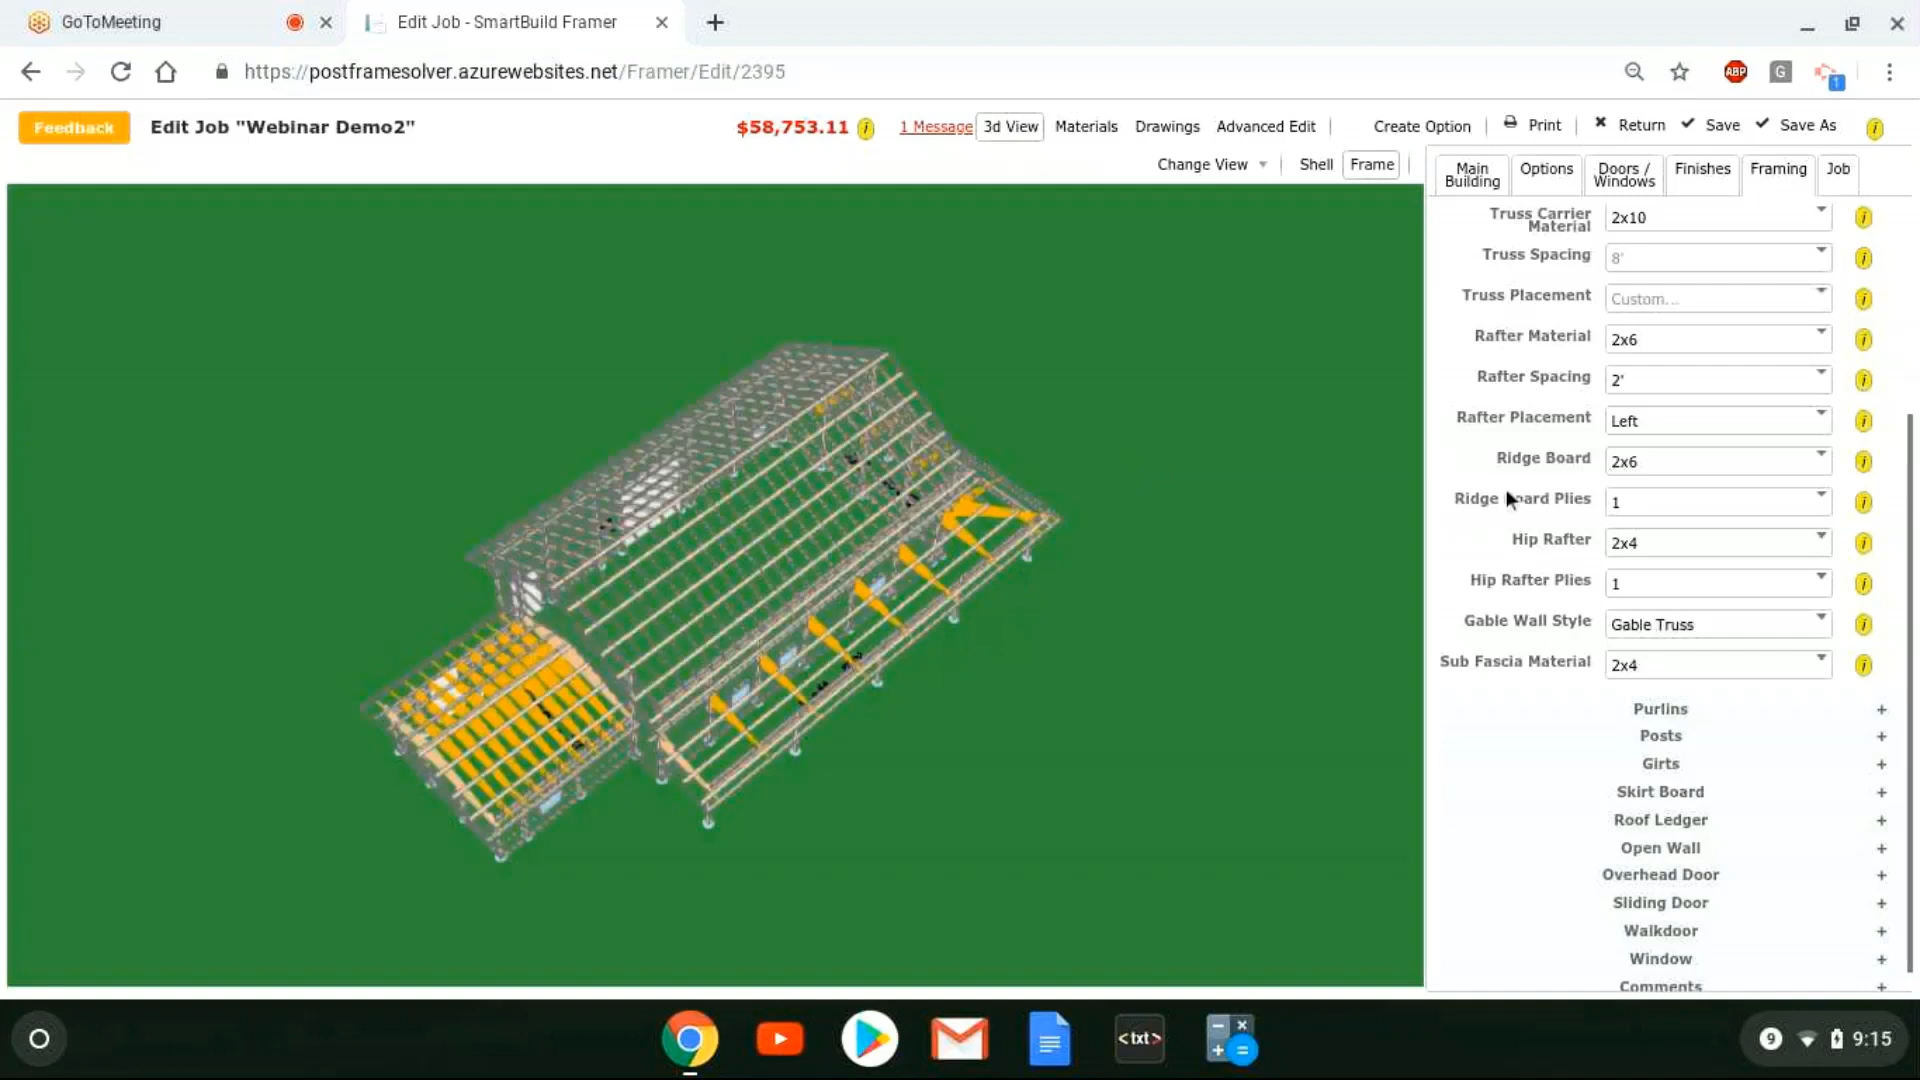 GoToMeeting
Edit Job - SmartBuild Framer
https://postframesolver.azurewebsites.net/Framer/Edit/2395
ABP
G
1
Feedback
Edit Job "Webinar Demo2"
$58,753.11
i
1 Message
3d View
Materials
Drawings
Advanced Edit
Create Option
Print
Return
Save
Save As
i
Change View
Shell
Frame
Main
Building
Options
Doors /
Windows
Finishes
Framing
Job
Truss Carrier
Material
2x10
i
Truss Spacing
8'
i
Truss Placement
Custom...
i
Rafter Material
2x6
i
Rafter Spacing
2'
i
Rafter Placement
Left
i
Ridge Board
2x6
i
Ridge Board Plies
1
i
Hip Rafter
2x4
i
Hip Rafter Plies
1
i
Gable Wall Style
Gable Truss
i
Sub Fascia Material
2x4
i
Purlins +
Posts +
Girts +
Skirt Board +
Roof Ledger +
Open Wall +
Overhead Door +
Sliding Door +
Walkdoor +
Window +
Comments +
<txt>
9
9:15